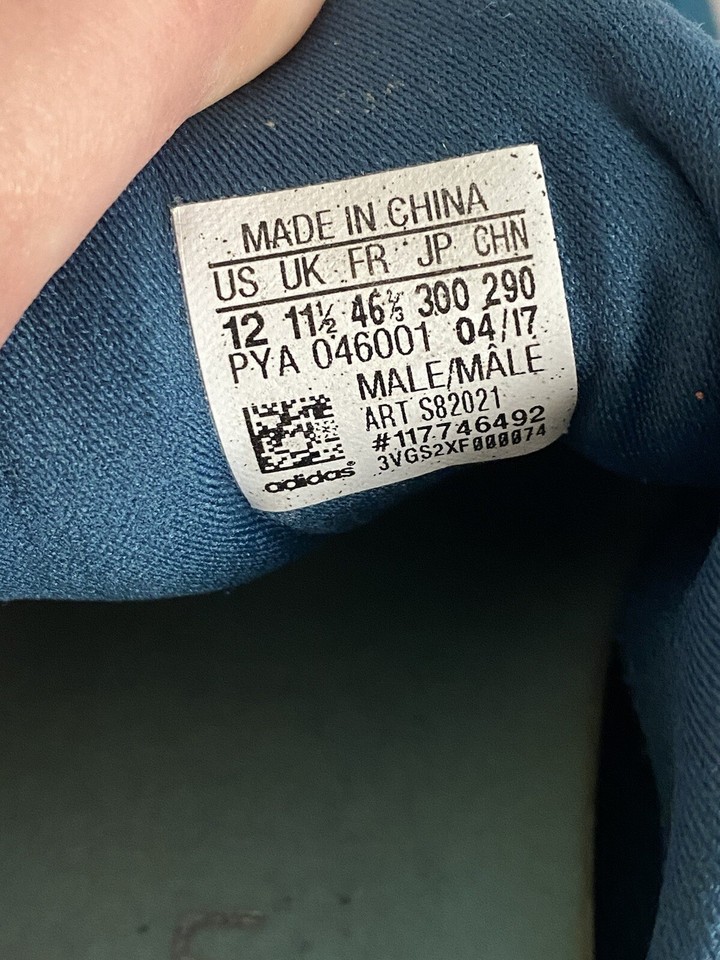 MADE IN CHINA
US UK FR JP CHN
12 11½ 46⅔ 300 290
PYA 046001 04/17
MALE/MÂLE
ART S82021
#117746492
3VGS2XF000074
adidas®